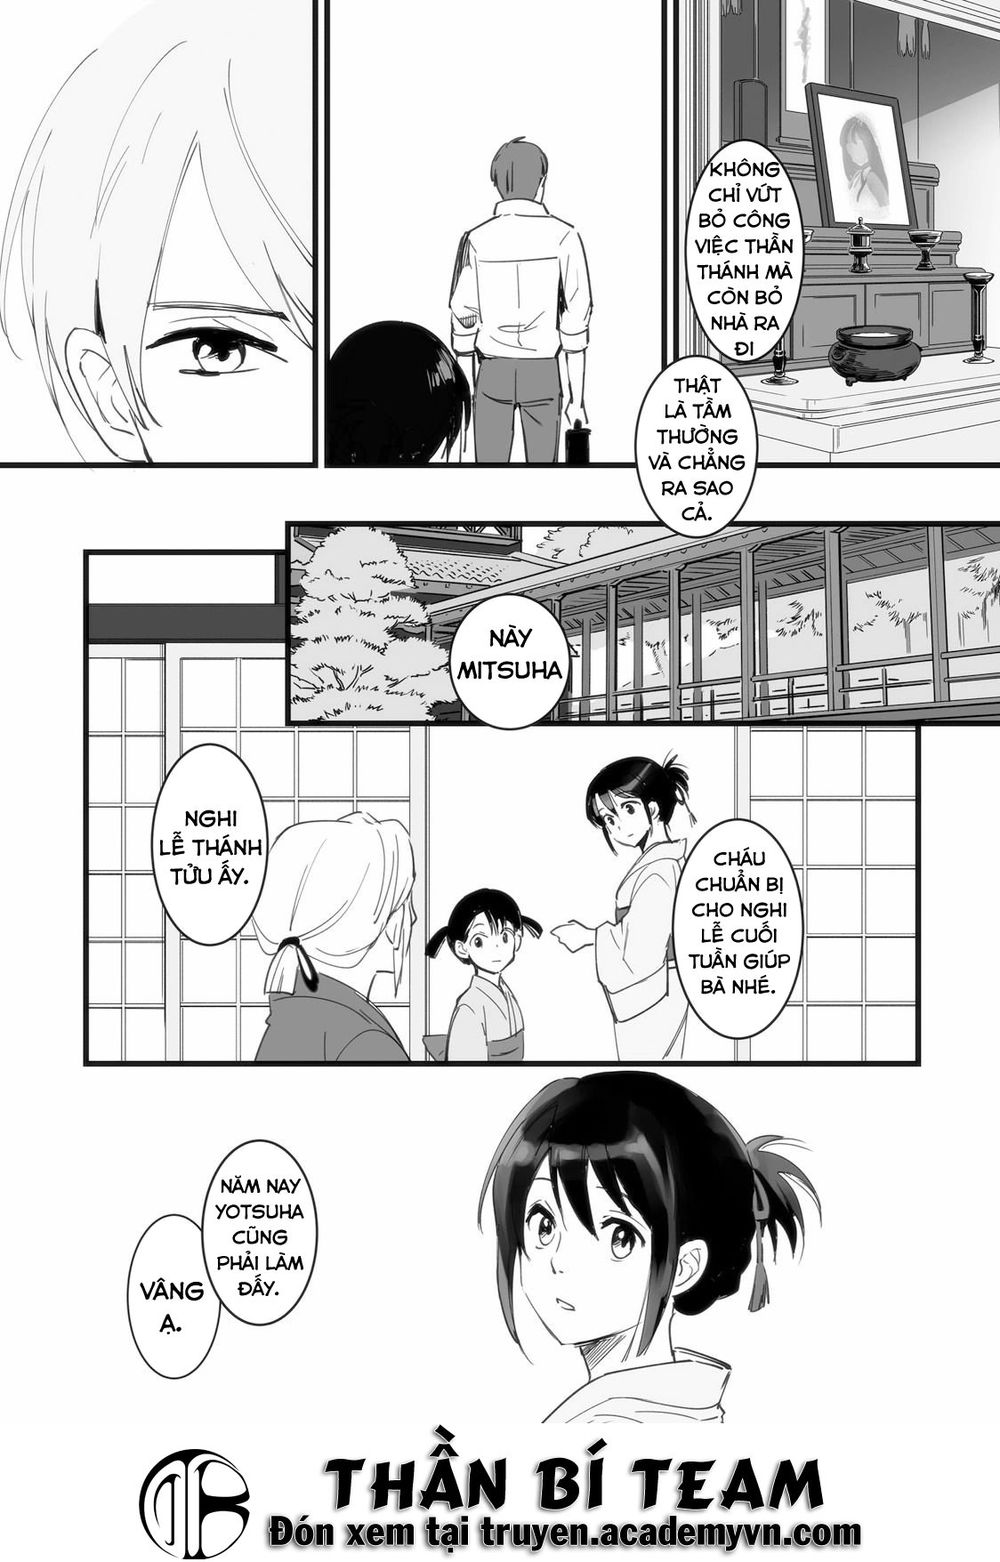 KHÔNG
CHỈ VỨT
BỎ CÔNG
VIỆC THẦN
THÁNH MÀ
CÒN BỎ
NHÀ RA
ĐI
THẬT
LÀ TẦM
THƯỜNG
VÀ CHẲNG
RA SAO
CẢ.
NÀY
MITSUHA
CHÁU
CHUẨN BỊ
CHO NGHI
LỄ CUỐI
TUẦN GIÚP
BÀ NHÉ.
NGHI
LỄ THÁNH
TỬU ẤY.
NĂM NAY
YOTSUHA
CŨNG
PHẢI LÀM
ĐẤY.
VÂNG
Ạ.
THẦN BÍ TEAM
Đón xem tại truyen.academyvn.com